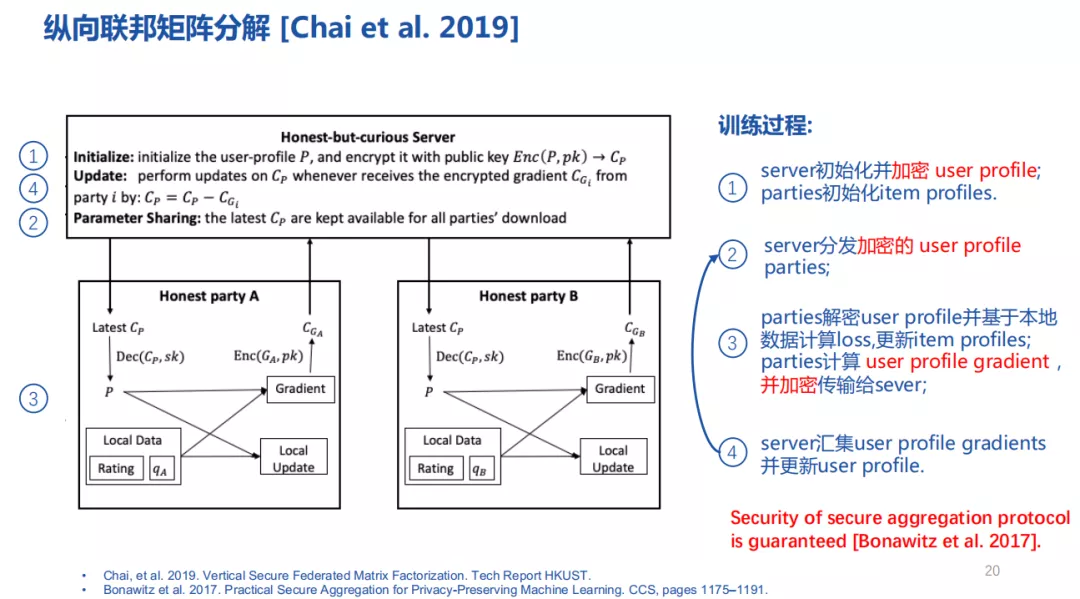 纵向联邦矩阵分解 [Chai et al. 2019]
Honest-but-curious Server
① Initialize: initialize the user-profile P, and encrypt it with public key Enc(P, pk) → C_P
④ Update: perform updates on C_P whenever receives the encrypted gradient C_{G_i} from
party i by: C_P = C_P − C_{G_i}
② Parameter Sharing: the latest C_P are kept available for all parties' download
Honest party A
Latest C_P
C_{G_A}
Dec(C_P, sk)
Enc(G_A, pk)
③
P
Gradient
Local Data
Rating
q_A
Local
Update
Honest party B
Latest C_P
C_{G_B}
Dec(C_P, sk)
Enc(G_B, pk)
P
Gradient
Local Data
Rating
q_B
Local
Update
训练过程:
① server初始化并加密 user profile;
parties初始化item profiles.
② server分发加密的 user profile
parties;
③ parties解密user profile并基于本地
数据计算loss,更新item profiles;
parties计算 user profile gradient ,
并加密传输给sever;
④ server汇集user profile gradients
并更新user profile.
Security of secure aggregation protocol
is guaranteed [Bonawitz et al. 2017].
• Chai, et al. 2019. Vertical Secure Federated Matrix Factorization. Tech Report HKUST.
• Bonawitz et al. 2017. Practical Secure Aggregation for Privacy-Preserving Machine Learning. CCS, pages 1175–1191.
20